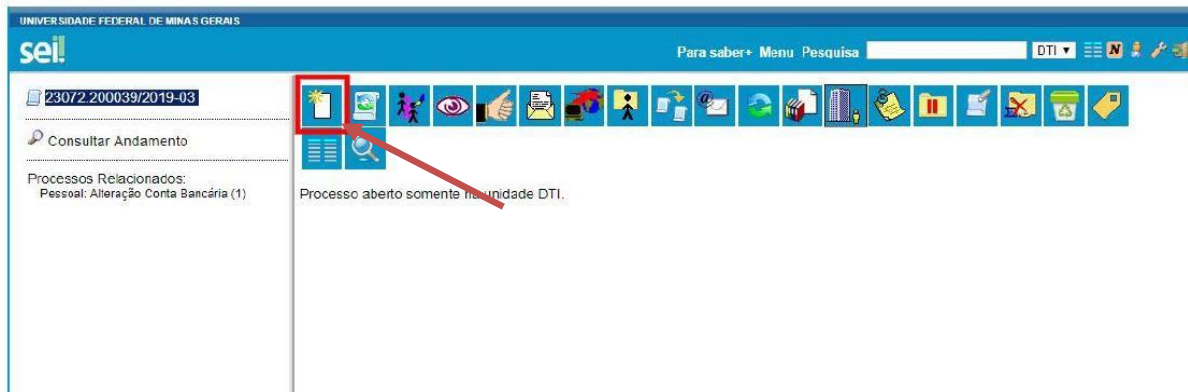 UNIVERSIDADE FEDERAL DE MINAS GERAIS
sei!
Para saber+ Menu Pesquisa
DTI
N
23072.200039/2019-03
Consultar Andamento
Processos Relacionados:
Pessoal: Alteração Conta Bancária (1)
Processo aberto somente na unidade DTI.